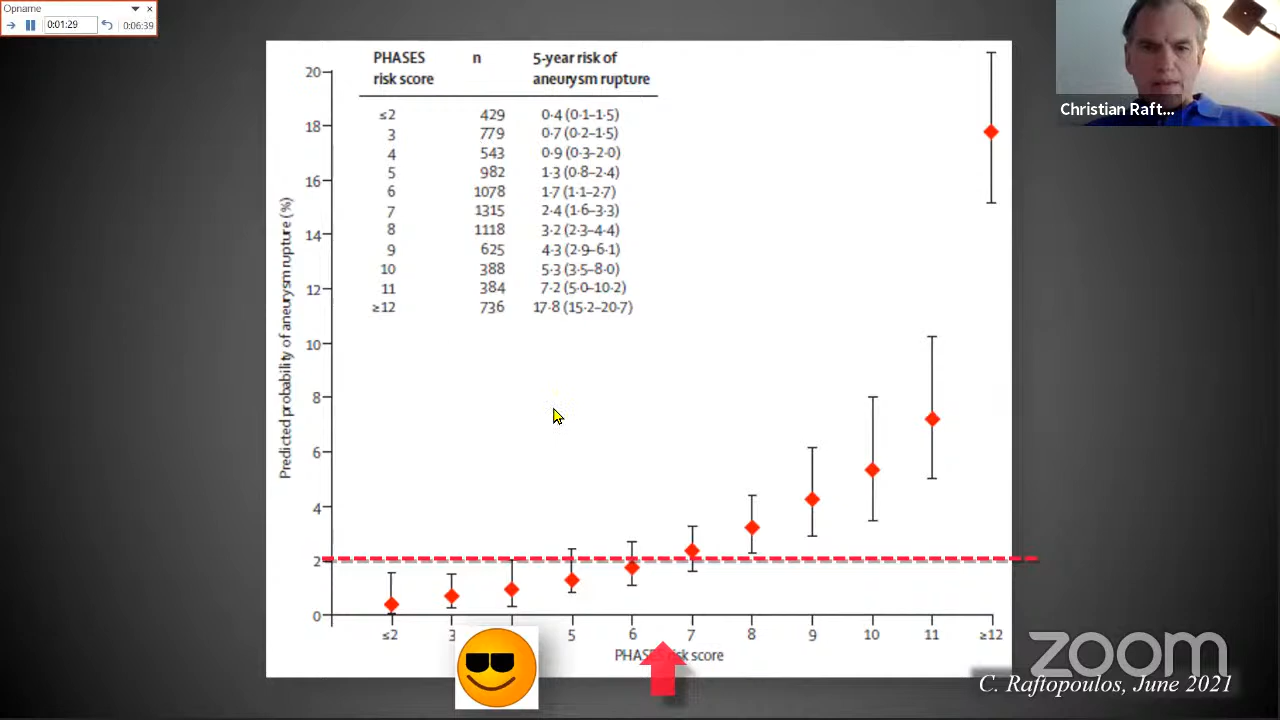 Opname
0:01:29
0:06:39
Christian Raft...
PHASES risk score n 5-year risk of aneurysm rupture
≤2 429 0·4 (0·1–1·5)
3 779 0·7 (0·2–1·5)
4 543 0·9 (0·3–2·0)
5 982 1·3 (0·8–2·4)
6 1078 1·7 (1·1–2·7)
7 1315 2·4 (1·6–3·3)
8 1118 3·2 (2·3–4·4)
9 625 4·3 (2·9–6·1)
10 388 5·3 (3·5–8·0)
11 384 7·2 (5·0–10·2)
≥12 736 17·8 (15·2–20·7)
Predicted probability of aneurysm rupture (%)
20
18
16
14
12
10
8
6
4
2
0
≤2 3 5 6 7 8 9 10 11 ≥12
PHASES risk score
zoom
C. Raftopoulos, June 2021